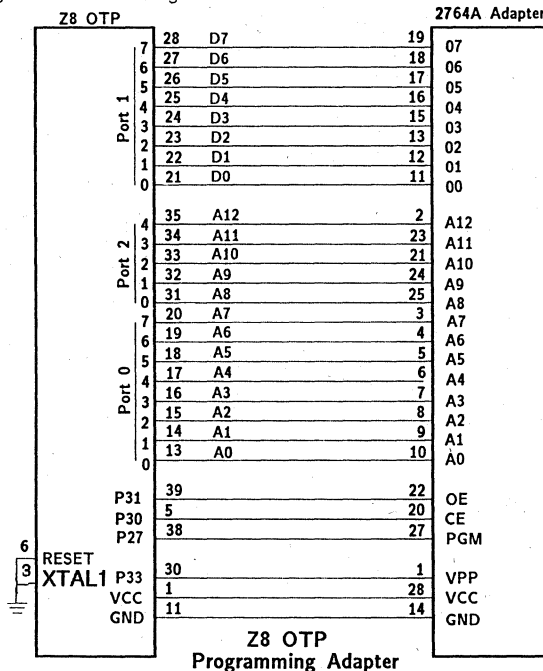 Z8 OTP 2764A Adapter
7 28 D7 19 07
6 27 D6 18 06
5 26 D5 17 05
4 25 D4 16 04
3 24 D3 15 03
2 23 D2 13 02
1 22 D1 12 01
0 21 D0 11 00
Port 1
4 35 A12 2 A12
3 34 A11 23 A11
2 33 A10 21 A10
1 32 A9 24 A9
0 31 A8 25 A8
Port 2
7 20 A7 3 A7
6 19 A6 4 A6
5 18 A5 5 A5
4 17 A4 6 A4
3 16 A3 7 A3
2 15 A2 8 A2
1 14 A1 9 A1
0 13 A0 10 A0
Port 0
P31 39 22 OE
P30 5 20 CE
P27 38 27 PGM
6 RESET
3 XTAL1 P33 30 1 VPP
VCC 1 28 VCC
GND 11 14 GND
Z8 OTP
Programming Adapter